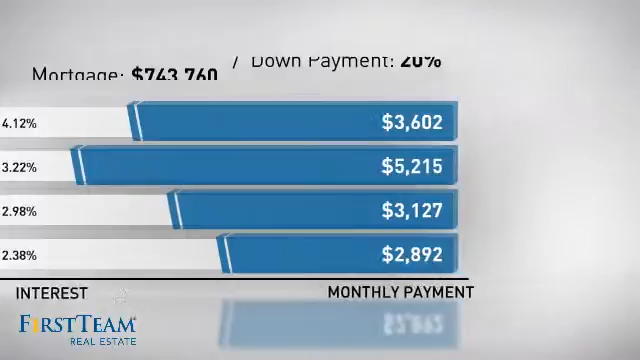 / Down Payment: 20%
Mortgage: $743,760
4.12% $3,602
3.22% $5,215
2.98% $3,127
2.38% $2,892
INTEREST MONTHLY PAYMENT
FIRSTTEAM®
REAL ESTATE